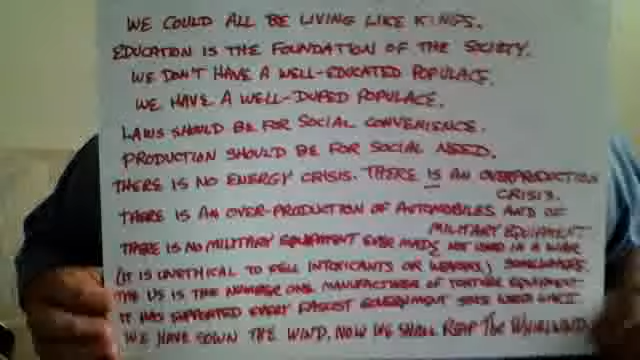 WE COULD ALL BE LIVING LIKE KINGS.
EDUCATION IS THE FOUNDATION OF THE SOCIETY.
WE DON'T HAVE A WELL-EDUCATED POPULACE.
WE HAVE A WELL-DUPED POPULACE.
LAWS SHOULD BE FOR SOCIAL CONVENIENCE.
PRODUCTION SHOULD BE FOR SOCIAL NEED.
THERE IS NO ENERGY CRISIS. THERE IS AN OVERPRODUCTION
CRISIS.
THERE IS AN OVER-PRODUCTION OF AUTOMOBILES AND OF
MILITARY EQUIPMENT
THERE IS NO MILITARY EQUIPMENT EVER MADE NOT USED IN A WAR
(IT IS UNETHICAL TO SELL INTOXICANTS OR WEAPONS) SOMEWHERE.
THE US IS THE NUMBER ONE MANUFACTURER OF TORTURE EQUIPMENT
IT HAS SUPPORTED EVERY FASCIST GOVERNMENT SINCE WORLD WAR II.
WE HAVE SOWN THE WIND, NOW WE SHALL REAP THE WHIRLWIND